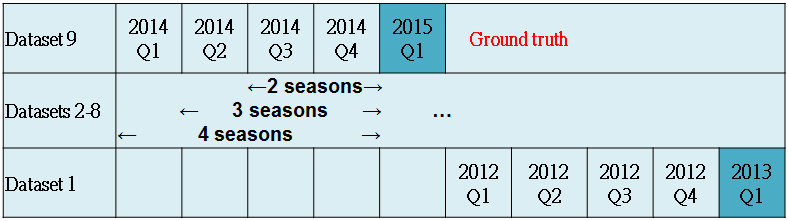 Dataset 9
2014 Q1
2014 Q2
2014 Q3
2014 Q4
2015 Q1
Ground truth
Datasets 2-8
←2 seasons→
← 3 seasons →
...
← 4 seasons →
Dataset 1
2012 Q1
2012 Q2
2012 Q3
2012 Q4
2013 Q1